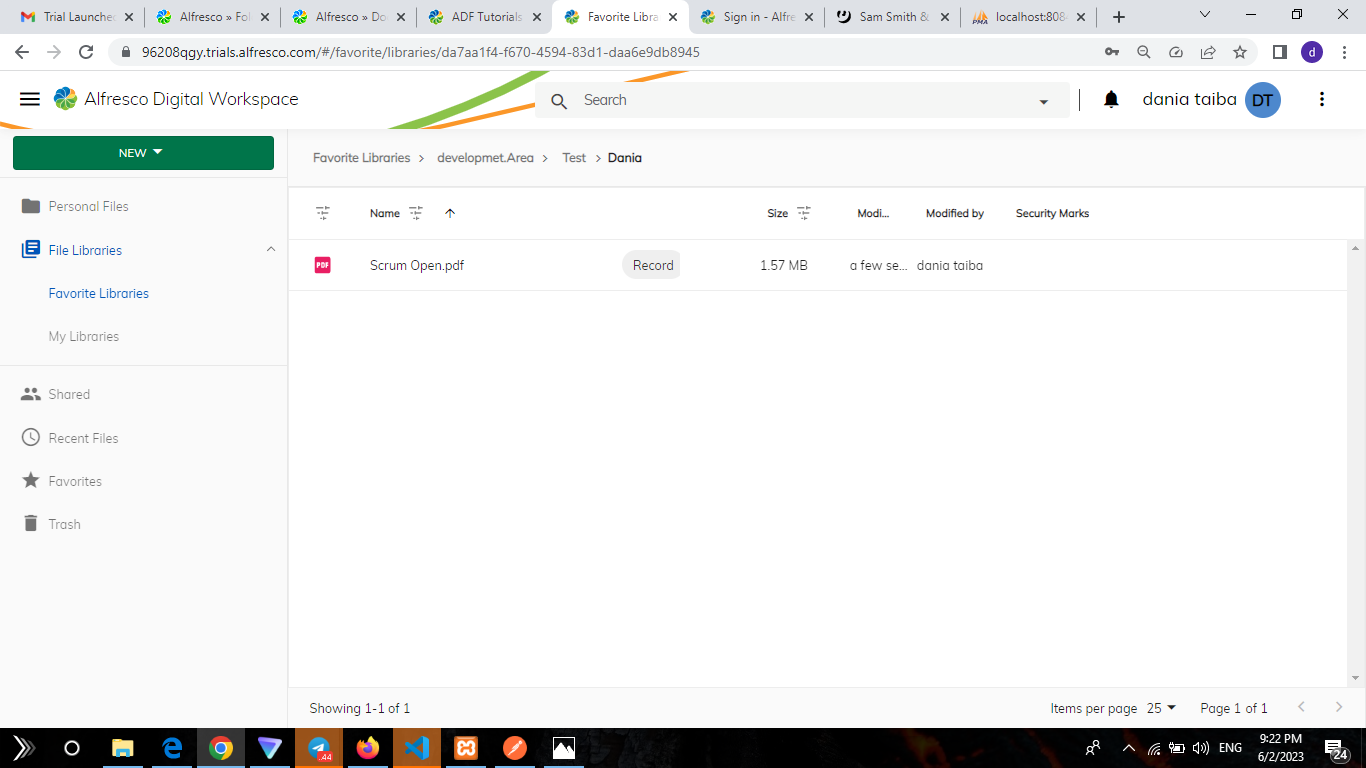 Trial Launched
Alfresco » Fol
Alfresco » Do
ADF Tutorials
Favorite Libra
Sign in - Alfre
Sam Smith &
PMA
localhost:808
96208qgy.trials.alfresco.com/#/favorite/libraries/da7aa1f4-f670-4594-83d1-daa6e9db8945
d
Alfresco Digital Workspace
Search
dania taiba
DT
NEW
Favorite Libraries > developmet.Area > Test > Dania
Personal Files
File Libraries
Favorite Libraries
My Libraries
Shared
Recent Files
Favorites
Trash
Name
Size
Modi...
Modified by
Security Marks
PDF
Scrum Open.pdf
Record
1.57 MB
a few se...
dania taiba
Showing 1-1 of 1
Items per page 25
Page 1 of 1
.44
ENG
9:22 PM
6/2/2023
24